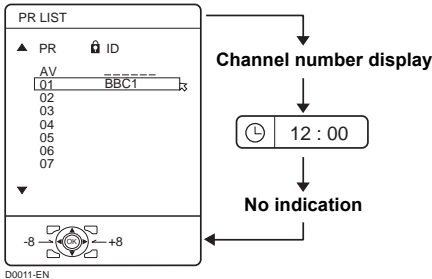 PR LIST
PR ID
AV _ _ _ _ _ _
01 BBC1
02
03
04
05
06
07
-8 OK +8
D0011-EN
Channel number display
12 : 00
No indication